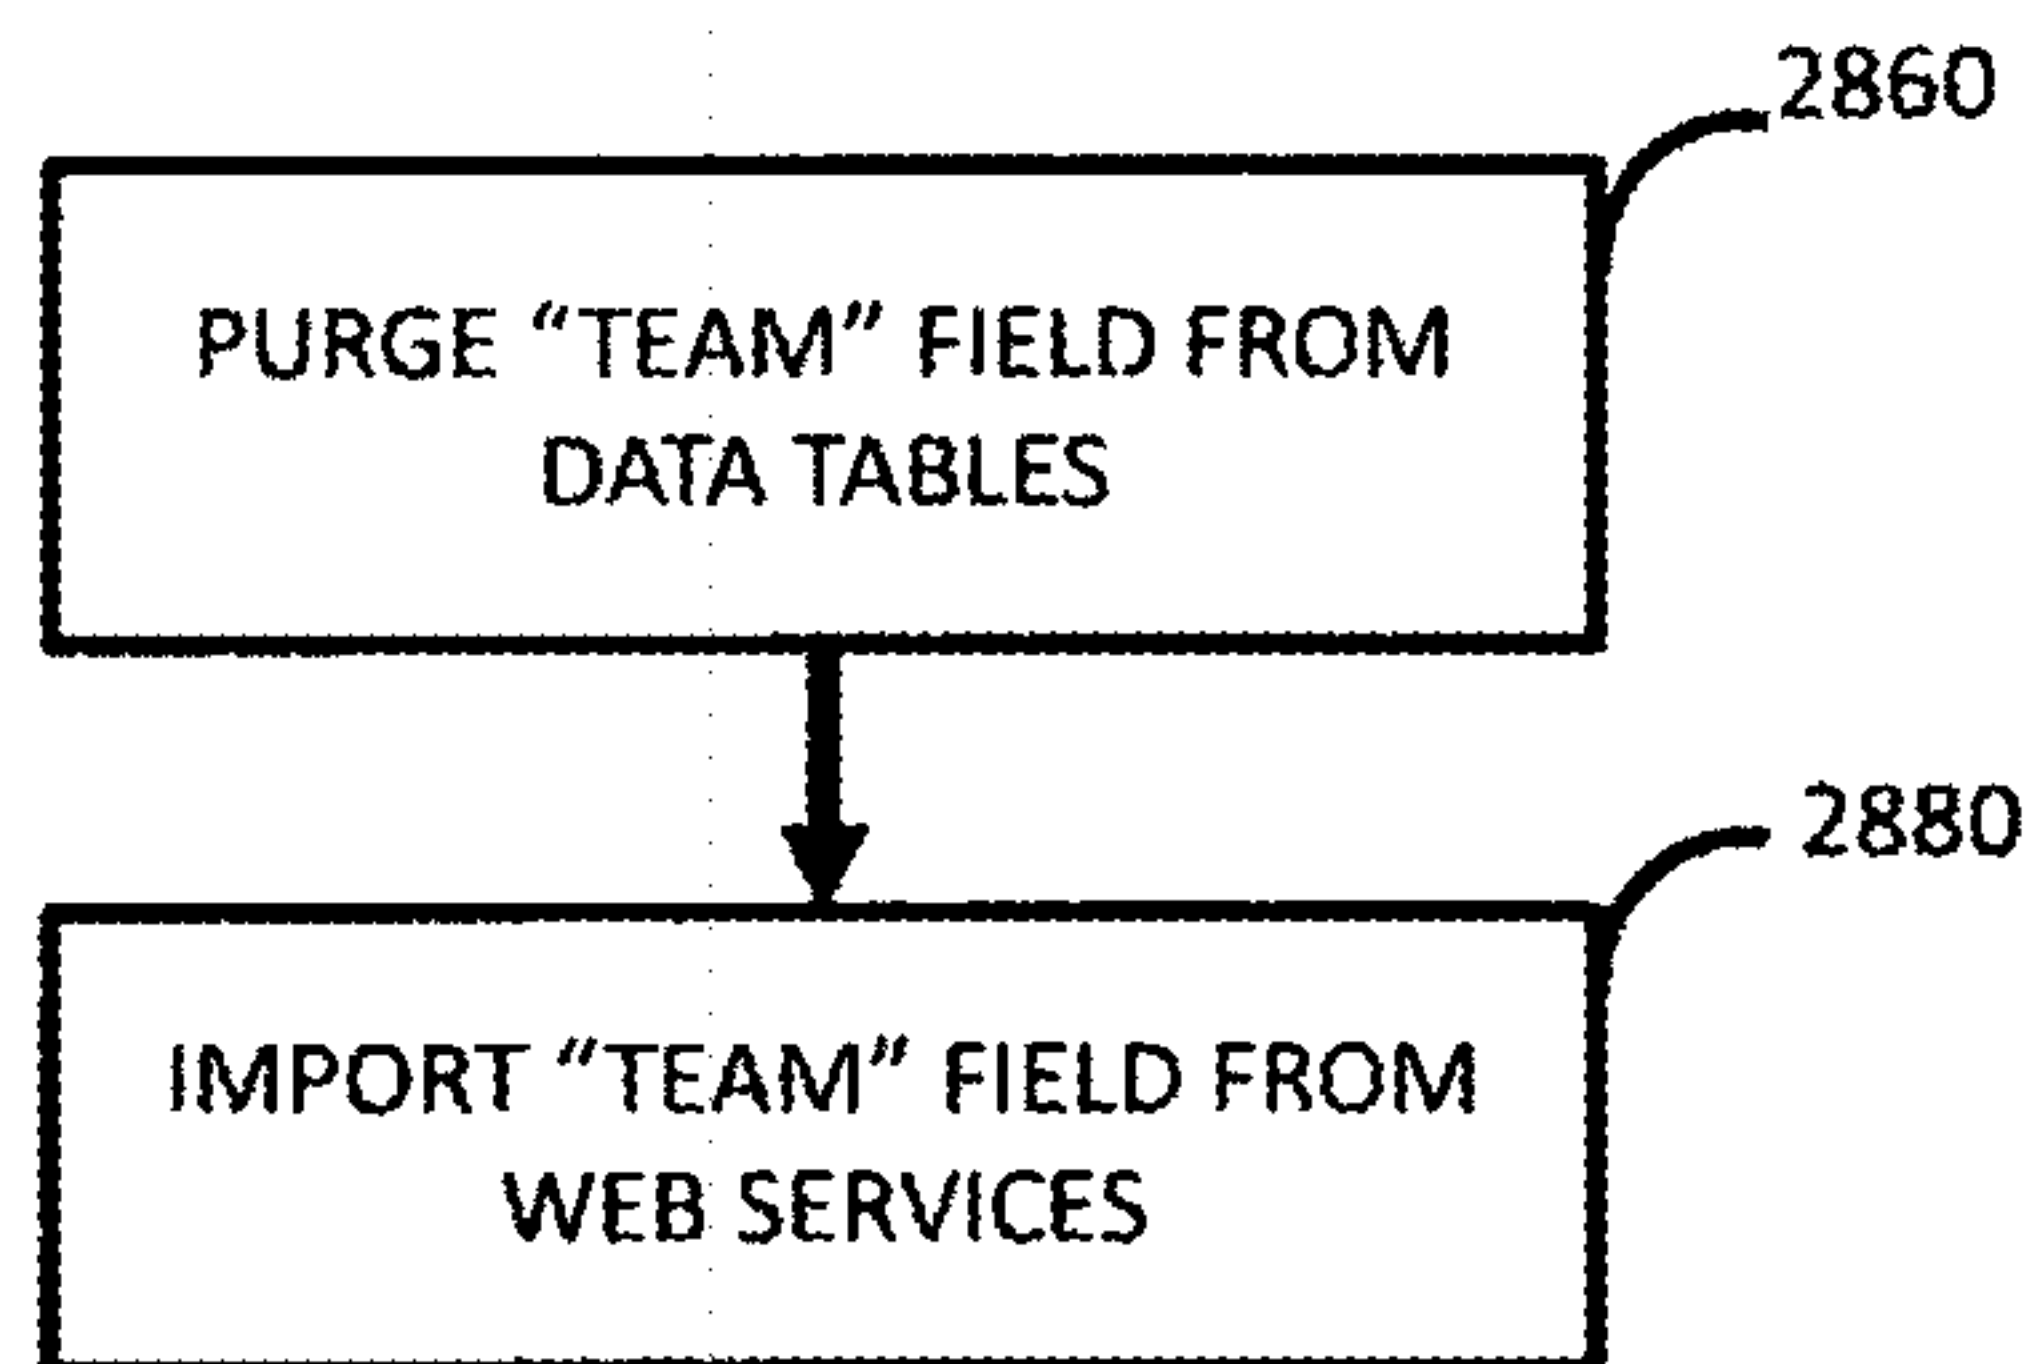 2860
PURGE “TEAM” FIELD FROM
DATA TABLES
2880
IMPORT “TEAM” FIELD FROM
WEB SERVICES